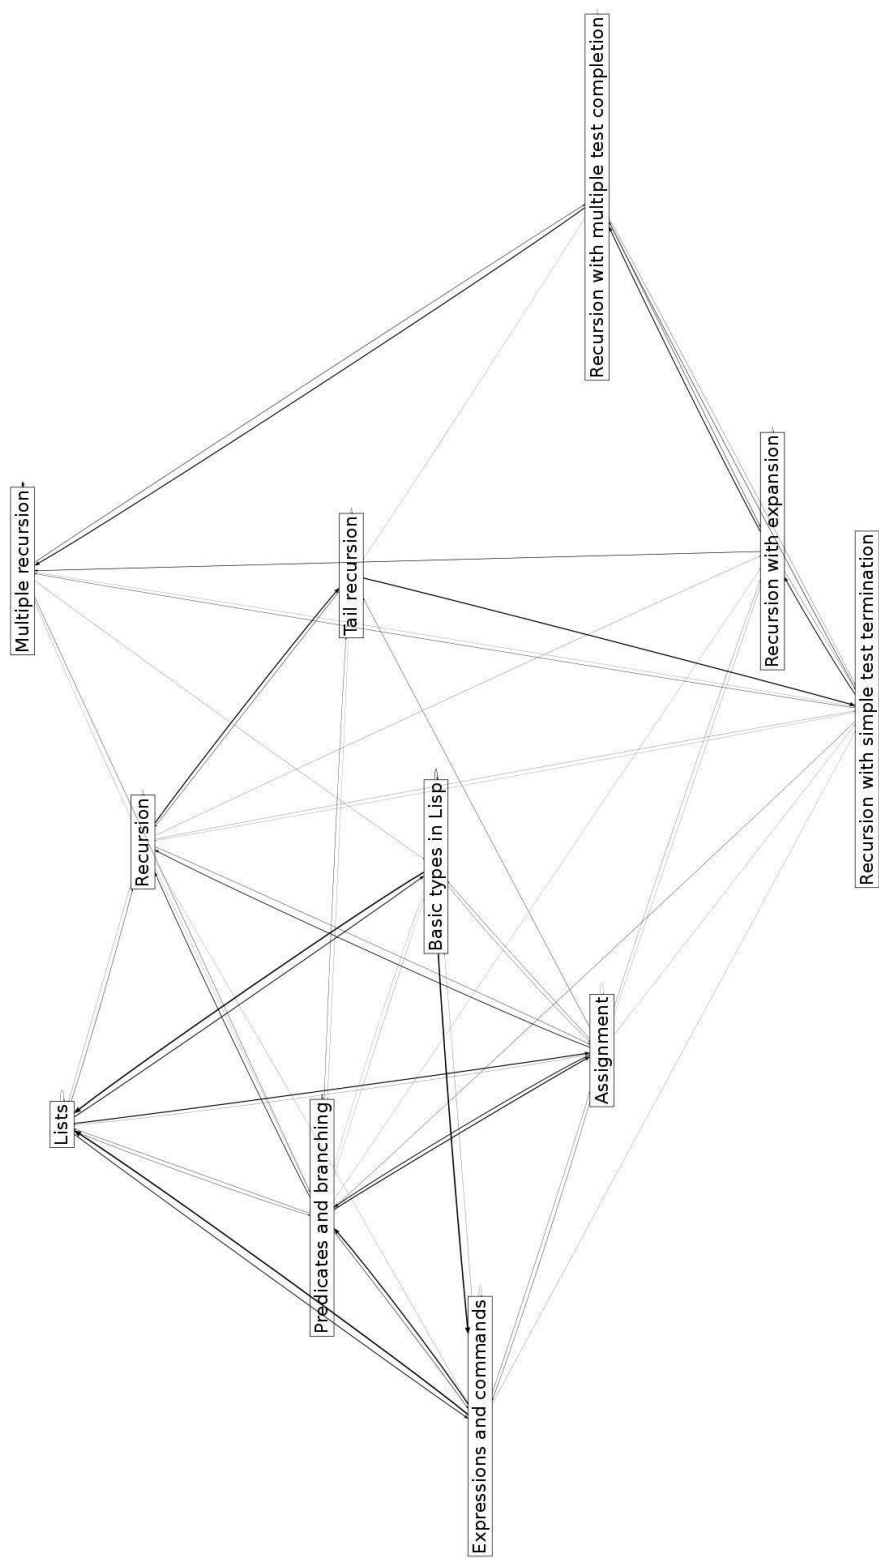 Recursion with multiple test completion
Recursion with expansion
Multiple recursion
Tail recursion
Recursion with simple test termination
Basic types in Lisp
Recursion
Assignment
Predicates and branching
Lists
Expressions and commands